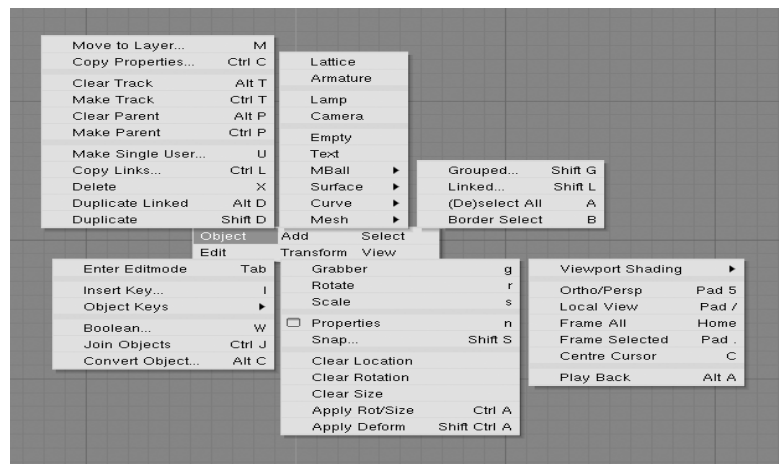 Move to Layer... M
Copy Properties... Ctrl C
Clear Track Alt T
Make Track Ctrl T
Clear Parent Alt P
Make Parent Ctrl P
Make Single User... U
Copy Links... Ctrl L
Delete X
Duplicate Linked Alt D
Duplicate Shift D
Lattice
Armature
Lamp
Camera
Empty
Text
MBall
Surface
Curve
Mesh
Grouped... Shift G
Linked... Shift L
(De)select All A
Border Select B
Object Add Select
Edit Transform View
Enter Editmode Tab
Insert Key... I
Object Keys
Boolean... W
Join Objects Ctrl J
Convert Object... Alt C
Grabber g
Rotate r
Scale s
Properties n
Snap... Shift S
Clear Location
Clear Rotation
Clear Size
Apply Rot/Size Ctrl A
Apply Deform Shift Ctrl A
Viewport Shading
Ortho/Persp Pad 5
Local View Pad /
Frame All Home
Frame Selected Pad .
Centre Cursor C
Play Back Alt A